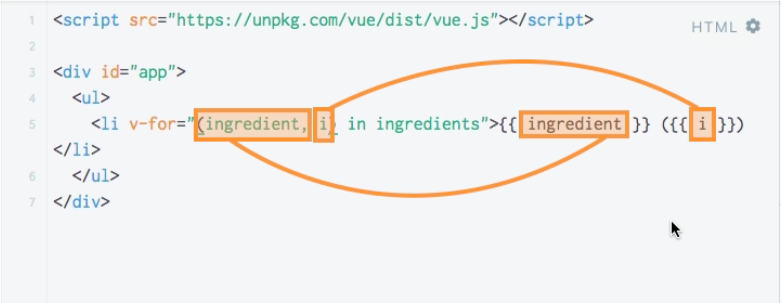 1 <script src="https://unpkg.com/vue/dist/vue.js"></script>
HTML
2
3 <div id="app">
4 <ul>
5 <li v-for="(ingredient, i) in ingredients">{{ ingredient }} ({{ i }})
</li>
6 </ul>
7 </div>